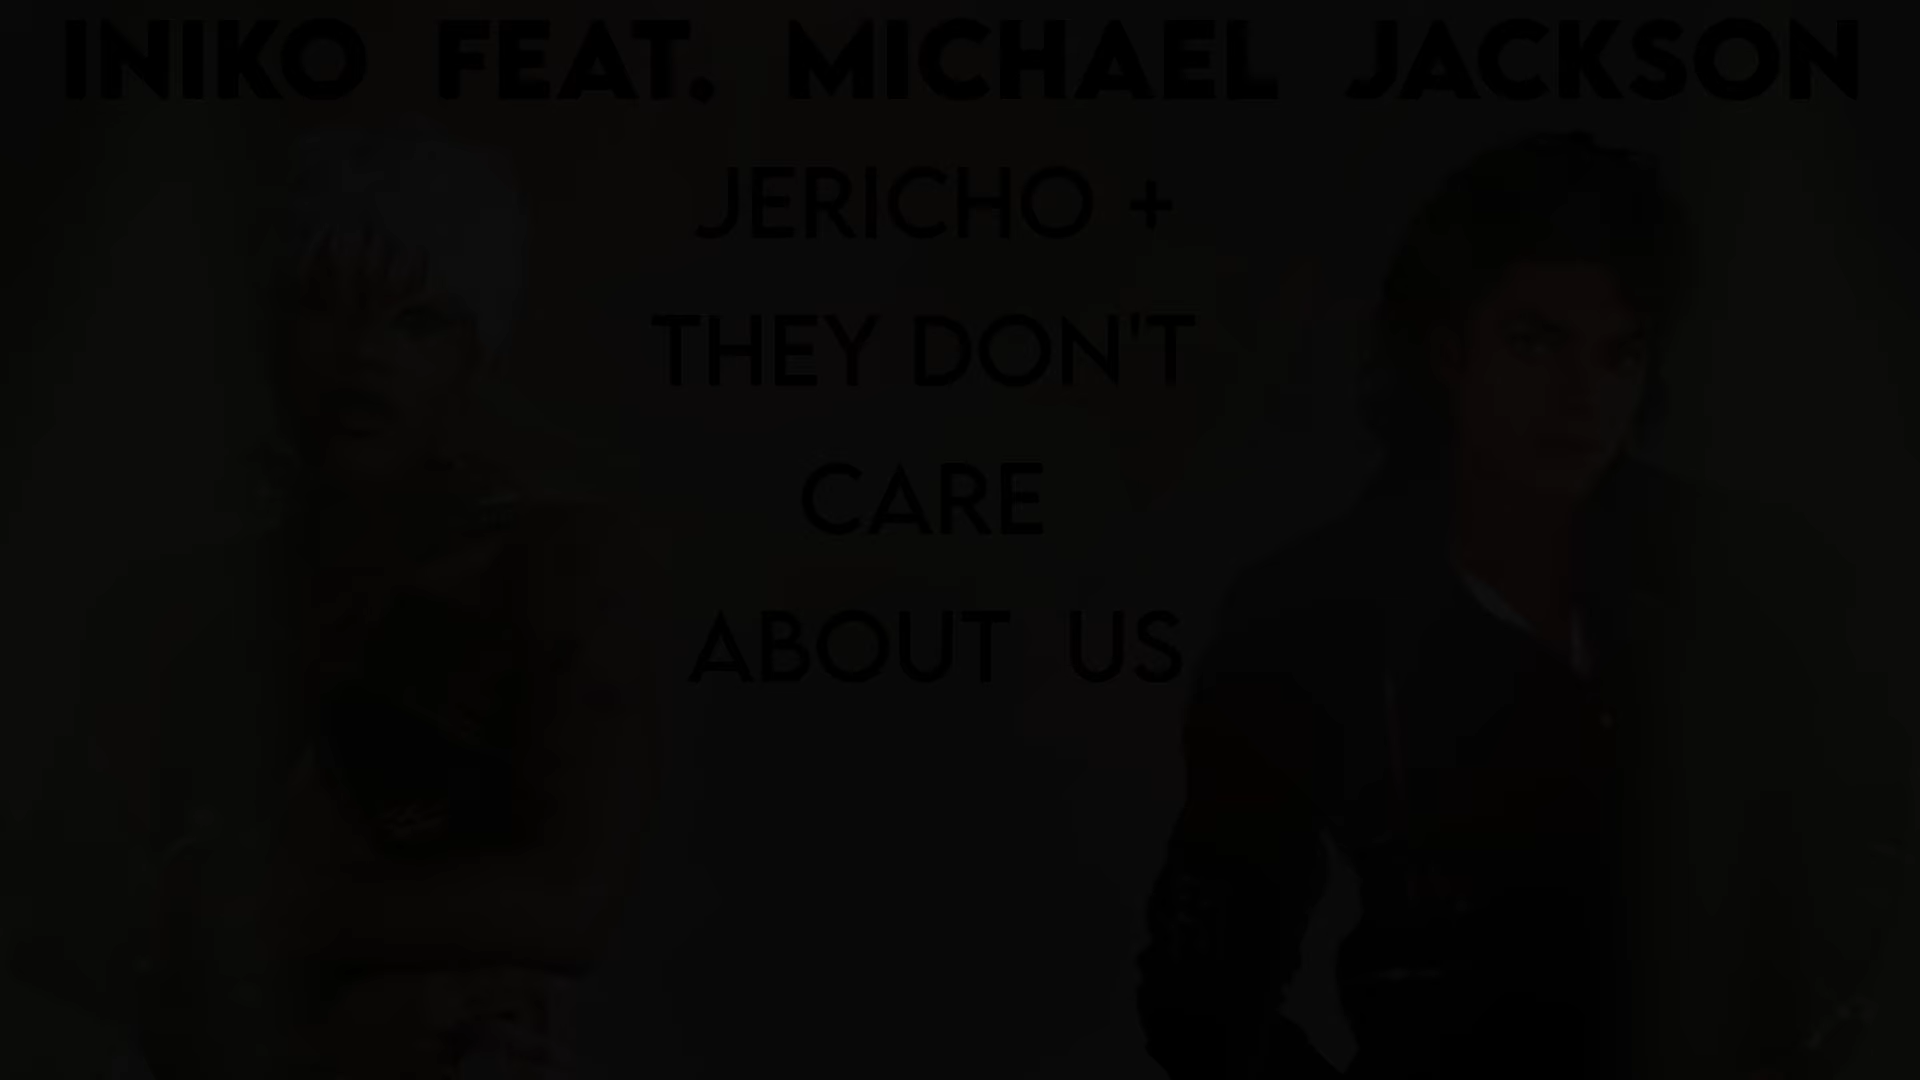 INIKO FEAT. MICHAEL JACKSON
JERICHO +
THEY DON'T
CARE
ABOUT US